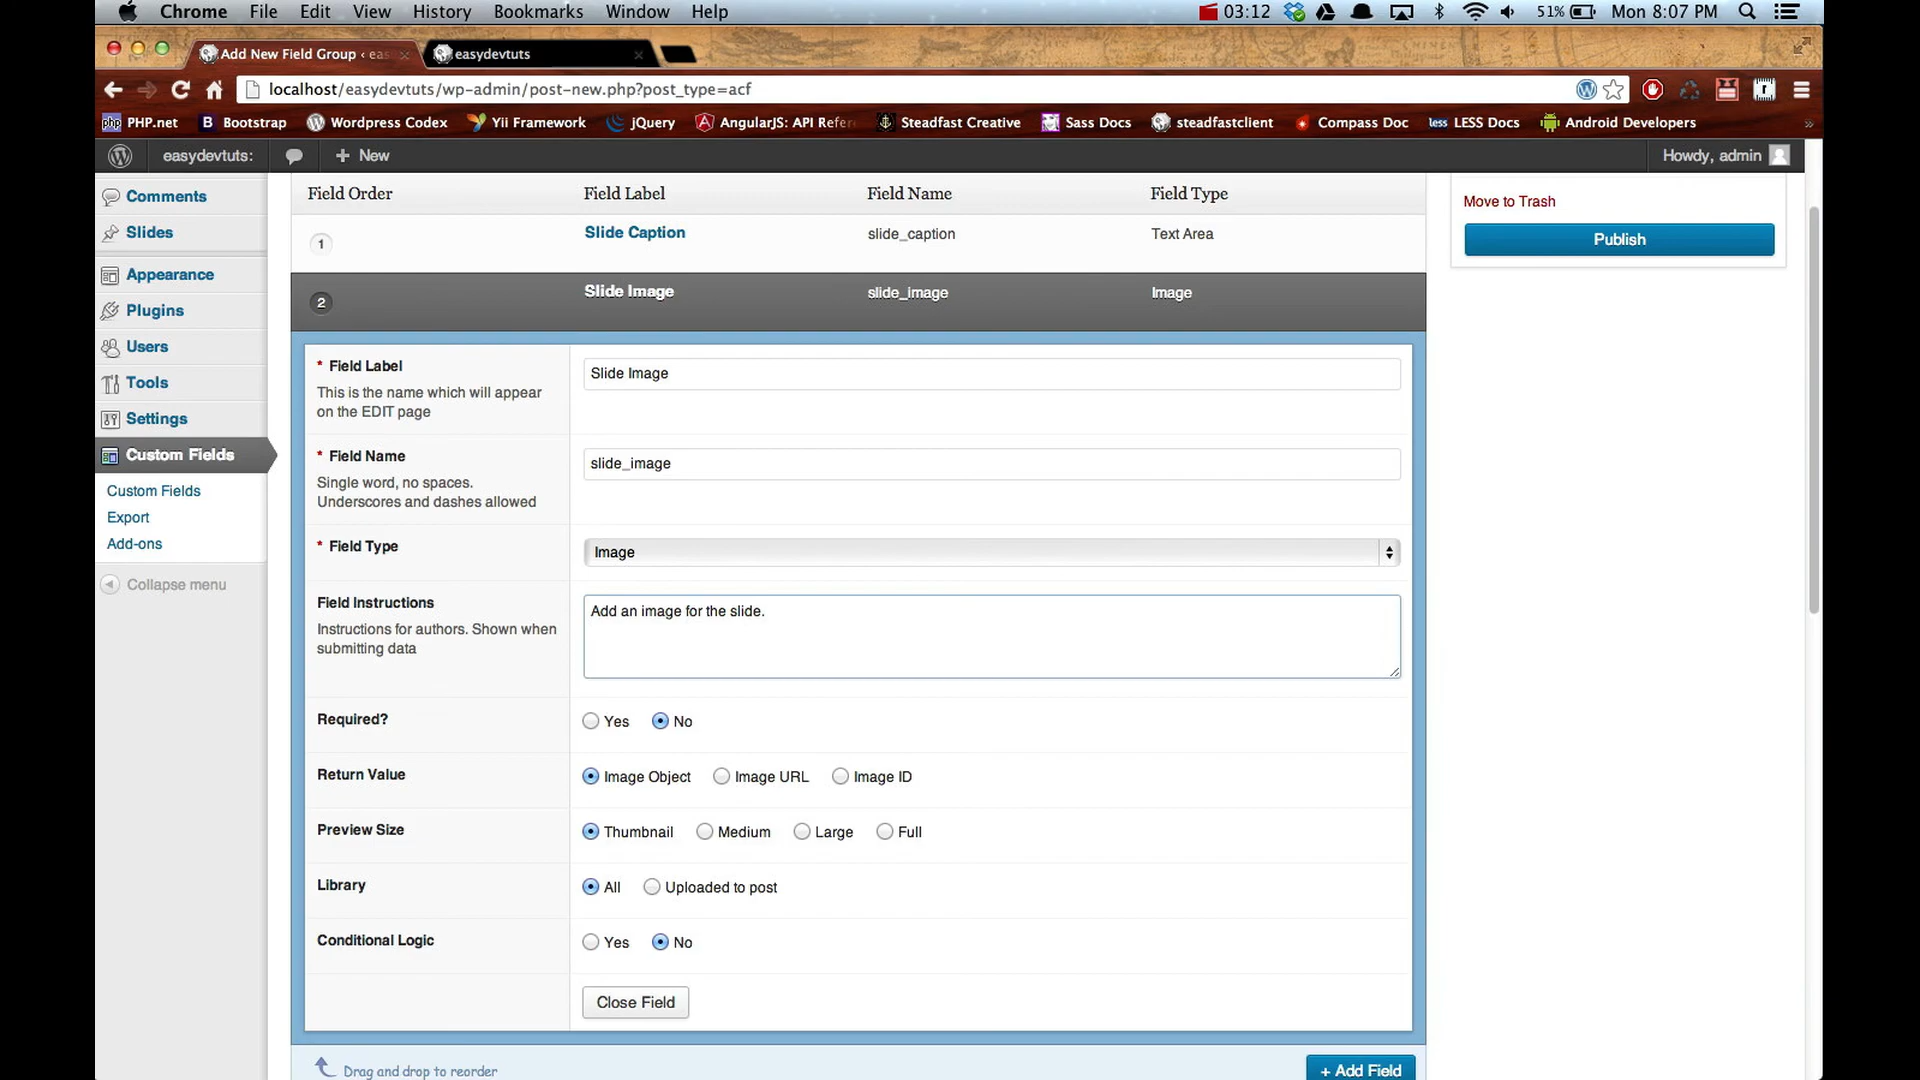 Chrome File Edit View History Bookmarks Window Help 03:12 51% Mon 8:07 PM
Add New Field Group ‹ eas easydevtuts
localhost/easydevtuts/wp-admin/post-new.php?post_type=acf
php PHP.net B Bootstrap Wordpress Codex Yii Framework jQuery AngularJS: API Refer Steadfast Creative Sass Docs steadfastclient Compass Doc less LESS Docs Android Developers »
easydevtuts: + New Howdy, admin
Comments
Slides
Appearance
Plugins
Users
Tools
Settings
Custom Fields
Custom Fields
Export
Add-ons
Collapse menu
Field Order Field Label Field Name Field Type
1 Slide Caption slide_caption Text Area
2 Slide Image slide_image Image
* Field Label
This is the name which will appear
on the EDIT page
Slide Image
* Field Name
Single word, no spaces.
Underscores and dashes allowed
slide_image
* Field Type
Image
Field Instructions
Instructions for authors. Shown when
submitting data
Add an image for the slide.
Required? Yes No
Return Value Image Object Image URL Image ID
Preview Size Thumbnail Medium Large Full
Library All Uploaded to post
Conditional Logic Yes No
Close Field
Drag and drop to reorder
+ Add Field
Move to Trash
Publish